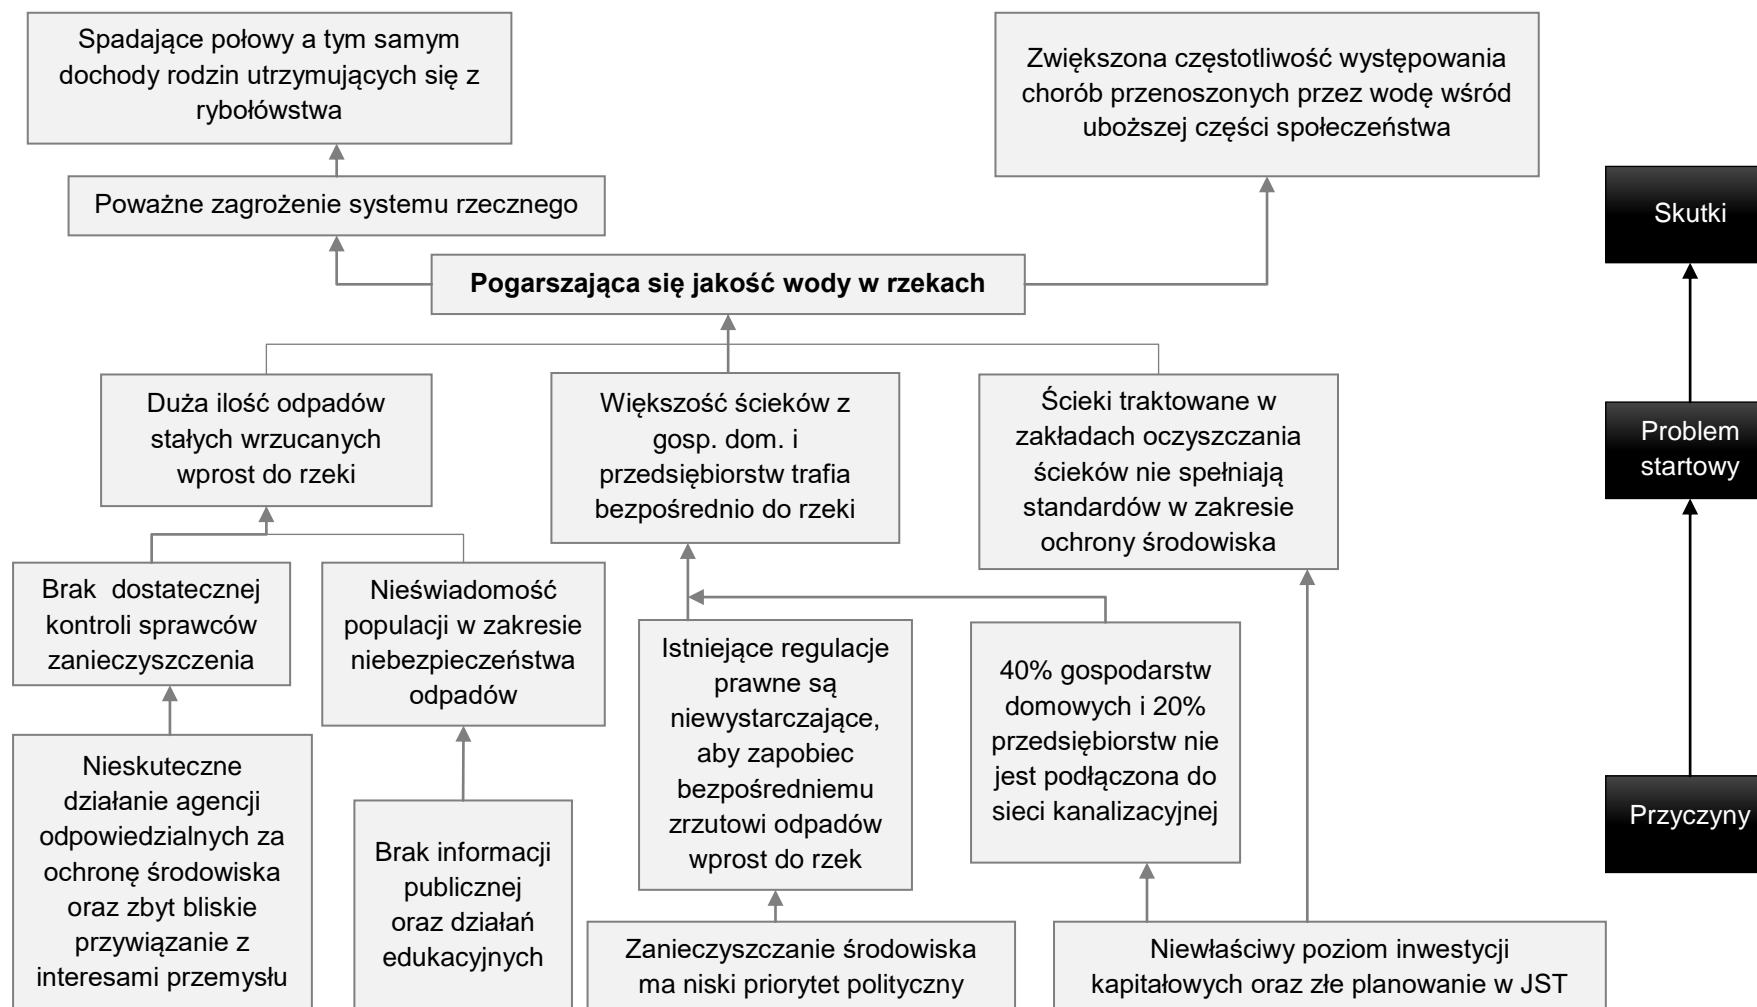 Spadające połowy a tym samym
dochody rodzin utrzymujących się z
rybołówstwa
Zwiększona częstotliwość występowania
chorób przenoszonych przez wodę wśród
uboższej części społeczeństwa
Poważne zagrożenie systemu rzecznego
Skutki
Pogarszająca się jakość wody w rzekach
Duża ilość odpadów
stałych wrzucanych
wprost do rzeki
Większość ścieków z
gosp. dom. i
przedsiębiorstw trafia
bezpośrednio do rzeki
Ścieki traktowane w
zakładach oczyszczania
ścieków nie spełniają
standardów w zakresie
ochrony środowiska
Problem
startowy
Brak dostatecznej
kontroli sprawców
zanieczyszczenia
Nieświadomość
populacji w zakresie
niebezpieczeństwa
odpadów
Istniejące regulacje
prawne są
niewystarczające,
aby zapobiec
bezpośredniemu
zrzutowi odpadów
wprost do rzek
40% gospodarstw
domowych i 20%
przedsiębiorstw nie
jest podłączona do
sieci kanalizacyjnej
Przyczyny
Nieskuteczne
działanie agencji
odpowiedzialnych za
ochronę środowiska
oraz zbyt bliskie
przywiązanie z
interesami przemysłu
Brak informacji
publicznej
oraz działań
edukacyjnych
Zanieczyszczanie środowiska
ma niski priorytet polityczny
Niewłaściwy poziom inwestycji
kapitałowych oraz złe planowanie w JST